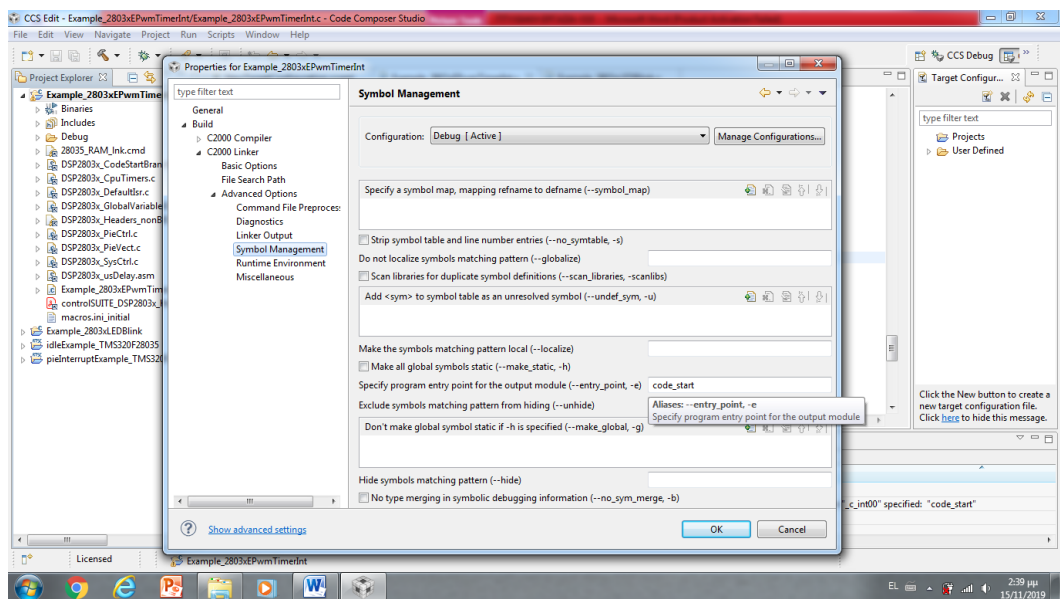 CCS Edit - Example_2803xEPwmTimerInt/Example_2803xEPwmTimerInt.c - Code Composer Studio
File Edit View Navigate Project Run Scripts Window Help
CCS Debug
Project Explorer
Example_2803xEPwmTime
Binaries
Includes
Debug
28035_RAM_lnk.cmd
DSP2803x_CodeStartBran
DSP2803x_CpuTimers.c
DSP2803x_DefaultIsr.c
DSP2803x_GlobalVariable
DSP2803x_Headers_nonB
DSP2803x_PieCtrl.c
DSP2803x_PieVect.c
DSP2803x_SysCtrl.c
DSP2803x_usDelay.asm
Example_2803xEPwmTim
controlSUITE_DSP2803x_
macros.ini_initial
Example_2803xLEDBlink
idleExample_TMS320F28035
pieInterruptExample_TMS320
Properties for Example_2803xEPwmTimerInt
type filter text
General
Build
C2000 Compiler
C2000 Linker
Basic Options
File Search Path
Advanced Options
Command File Preproces
Diagnostics
Linker Output
Symbol Management
Runtime Environment
Miscellaneous
Symbol Management
Configuration: Debug [ Active ] Manage Configurations...
Specify a symbol map, mapping refname to defname (--symbol_map)
Strip symbol table and line number entries (--no_symtable, -s)
Do not localize symbols matching pattern (--globalize)
Scan libraries for duplicate symbol definitions (--scan_libraries, -scanlibs)
Add <sym> to symbol table as an unresolved symbol (--undef_sym, -u)
Make the symbols matching pattern local (--localize)
Make all global symbols static (--make_static, -h)
Specify program entry point for the output module (--entry_point, -e) code_start
Exclude symbols matching pattern from hiding (--unhide)
Aliases: --entry_point, -e
Specify program entry point for the output module
Don't make global symbol static if -h is specified (--make_global, -g)
Hide symbols matching pattern (--hide)
No type merging in symbolic debugging information (--no_sym_merge, -b)
Show advanced settings
OK Cancel
Target Configur...
type filter text
Projects
User Defined
Click the New button to create a
new target configuration file.
Click here to hide this message.
"_c_int00" specified: "code_start"
Licensed
Example_2803xEPwmTimerInt
EL
2:39 μμ
15/11/2019